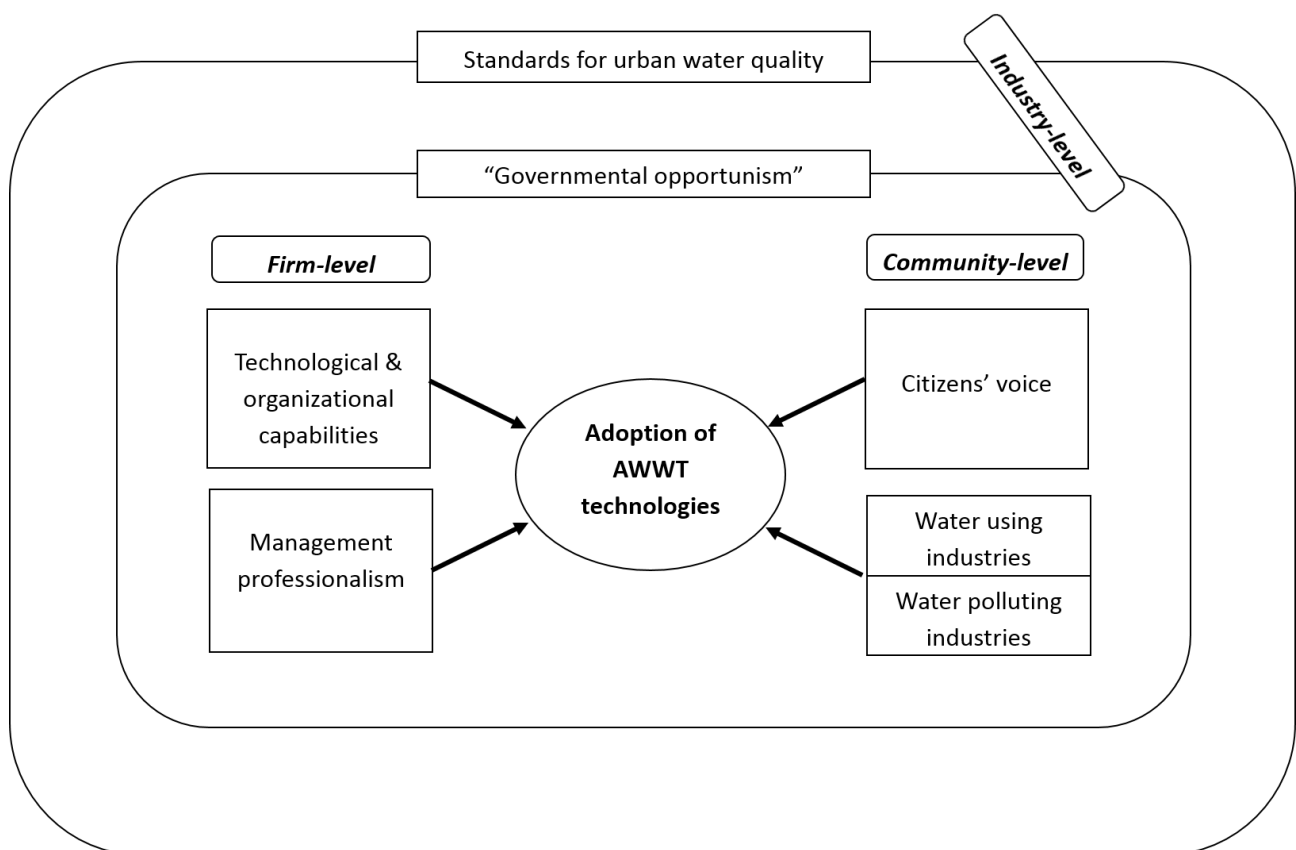 Standards for urban water quality
Industry-level
“Governmental opportunism”
Firm-level
Community-level
Technological &
organizational
capabilities
Citizens’ voice
Adoption of
AWWT
technologies
Management
professionalism
Water using
industries
Water polluting
industries